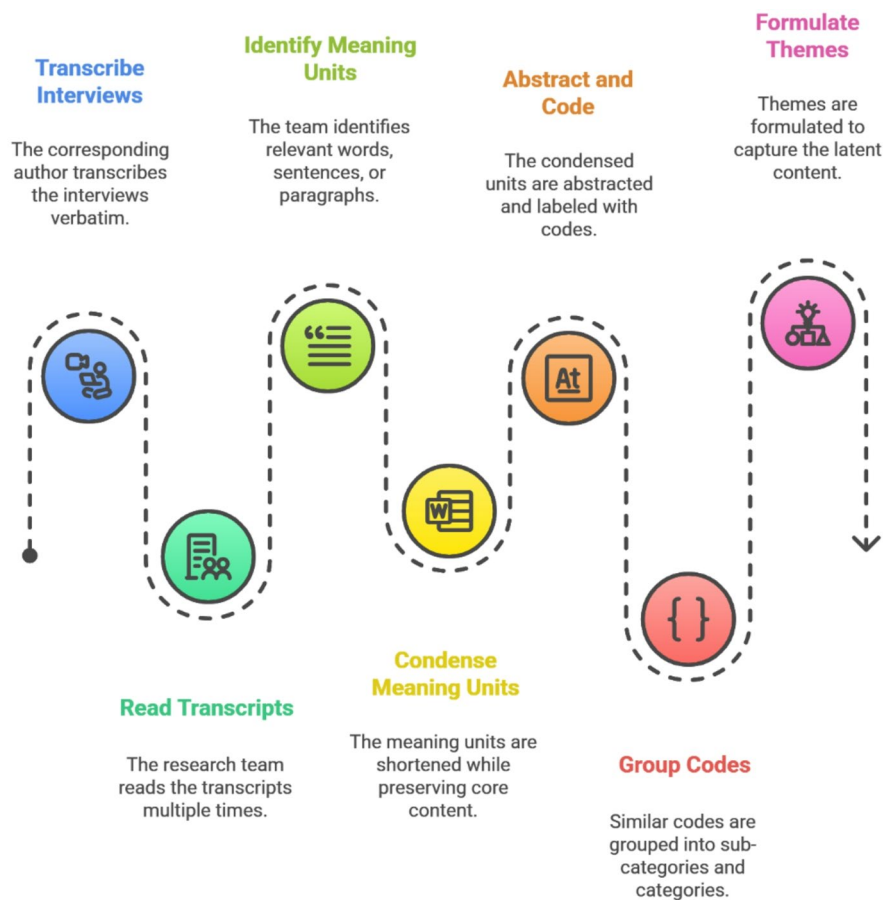 Transcribe
Interviews
The corresponding
author transcribes
the interviews
verbatim.
Read Transcripts
The research team
reads the transcripts
multiple times.
Identify Meaning
Units
The team identifies
relevant words,
sentences, or
paragraphs.
Condense
Meaning Units
The meaning units are
shortened while
preserving core
content.
Abstract and
Code
The condensed
units are abstracted
and labeled with
codes.
Group Codes
Similar codes are
grouped into sub-
categories and
categories.
Formulate
Themes
Themes are
formulated to
capture the latent
content.
W
At
{ }